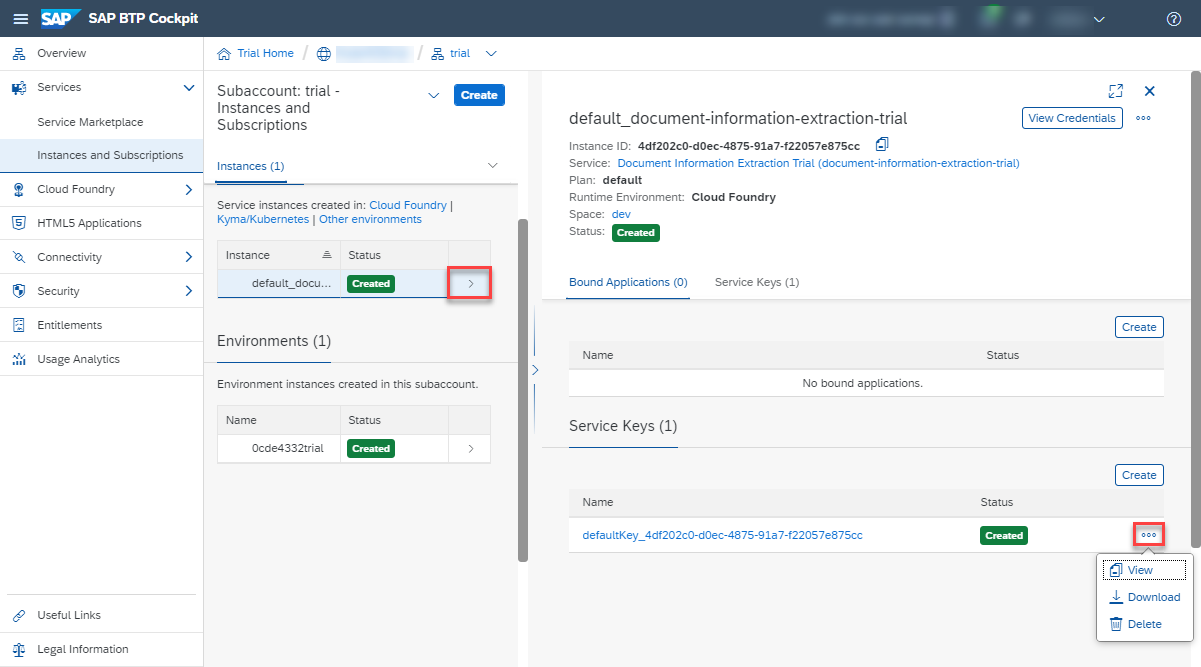 SAP SAP BTP Cockpit
Overview
Services
Service Marketplace
Instances and Subscriptions
Cloud Foundry
HTML5 Applications
Connectivity
Security
Entitlements
Usage Analytics
Useful Links
Legal Information
Trial Home / / trial
Subaccount: trial -
Instances and
Subscriptions
Create
Instances (1)
Service instances created in: Cloud Foundry |
Kyma/Kubernetes | Other environments
Instance Status
default_docu... Created
Environments (1)
Environment instances created in this subaccount.
Name Status
0cde4332trial Created
default_document-information-extraction-trial
View Credentials
Instance ID: 4df202c0-d0ec-4875-91a7-f22057e875cc
Service: Document Information Extraction Trial (document-information-extraction-trial)
Plan: default
Runtime Environment: Cloud Foundry
Space: dev
Status: Created
Bound Applications (0) Service Keys (1)
Create
Name Status
No bound applications.
Service Keys (1)
Create
Name Status
defaultKey_4df202c0-d0ec-4875-91a7-f22057e875cc Created
View
Download
Delete